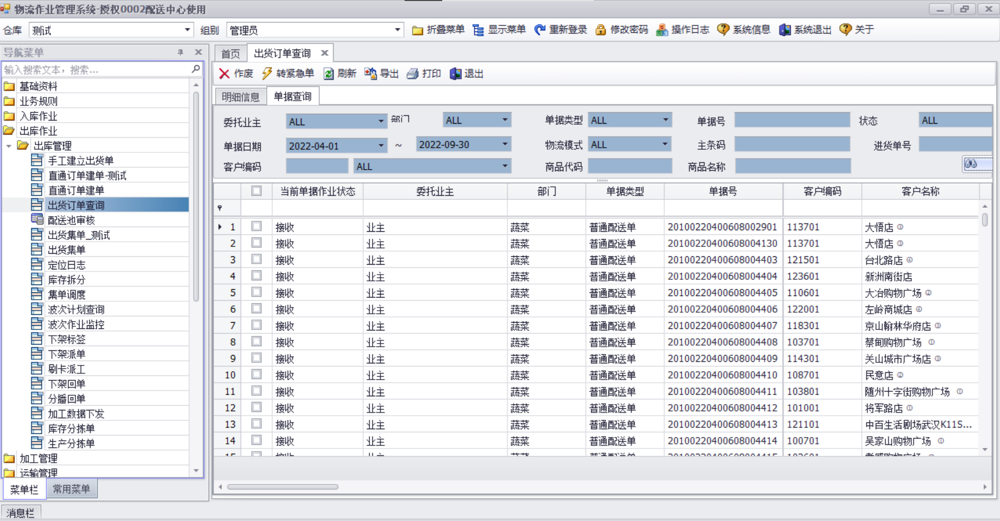 物流作业管理系统-授权0002配送中心使用
仓库 测试 组别 管理员 折叠菜单 显示菜单 重新登录 修改密码 操作日志 系统信息 系统退出 关于
导航菜单
输入搜索文本，搜索...
基础资料
业务规则
入库作业
出库作业
出库管理
手工建立出货单
直通订单建单-测试
直通订单建单
出货订单查询
配送池审核
出货集单_测试
出货集单
定位日志
库存拆分
集单调度
波次计划查询
波次作业监控
下架标签
下架派单
刷卡派工
下架回单
分播回单
加工数据下发
库存分拣单
生产分拣单
加工管理
运输管理
菜单栏 常用菜单
消息栏
首页 出货订单查询
作废 转紧急单 刷新 导出 打印 退出
明细信息 单据查询
委托业主 ALL 部门 ALL 单据类型 ALL 单据号 状态 ALL
单据日期 2022-04-01 ~ 2022-09-30 物流模式 ALL 主条码 进货单号
客户编码 ALL 商品代码 商品名称
当前单据作业状态 委托业主 部门 单据类型 单据号 客户编码 客户名称
1 接收 业主 蔬菜 普通配送单 20100220400608002901 113701 大悟店
2 接收 业主 蔬菜 普通配送单 20100220400608004130 113701 大悟店
3 接收 业主 蔬菜 普通配送单 20100220400608004403 121501 台北路店
4 接收 业主 蔬菜 普通配送单 20100220400608004404 123601 新洲南街店
5 接收 业主 蔬菜 普通配送单 20100220400608004405 110601 大冶购物广场
6 接收 业主 蔬菜 普通配送单 20100220400608004406 122001 左岭商城店
7 接收 业主 蔬菜 普通配送单 20100220400608004407 118301 京山翰林华府店
8 接收 业主 蔬菜 普通配送单 20100220400608004408 103701 蔡甸购物广场
9 接收 业主 蔬菜 普通配送单 20100220400608004409 114301 关山城市广场店
10 接收 业主 蔬菜 普通配送单 20100220400608004410 108701 民意店
11 接收 业主 蔬菜 普通配送单 20100220400608004411 103801 随州十字街购物广场
12 接收 业主 蔬菜 普通配送单 20100220400608004412 101001 将军路店
13 接收 业主 蔬菜 普通配送单 20100220400608004413 121101 中百生活剧场武汉K11S...
14 接收 业主 蔬菜 普通配送单 20100220400608004414 100701 吴家山购物广场